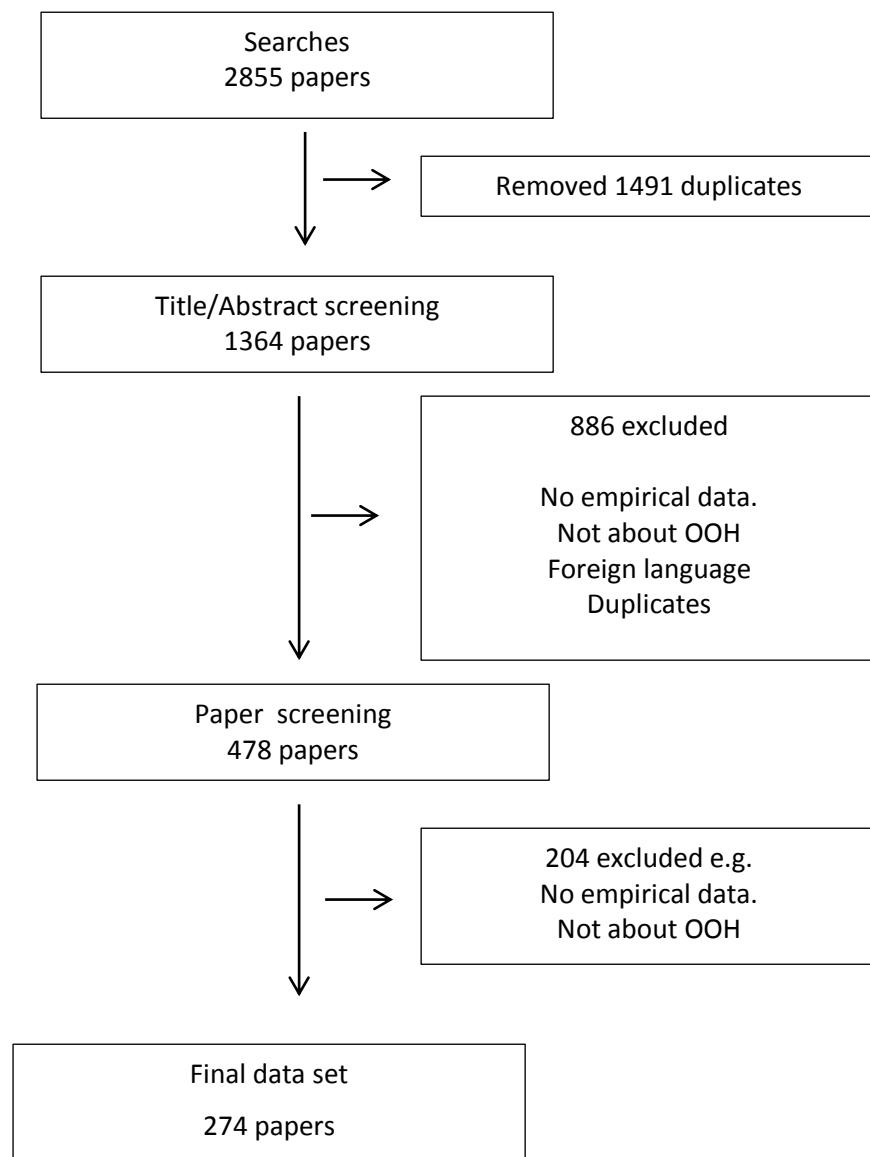 Searches
2855 papers
Removed 1491 duplicates
Title/Abstract screening
1364 papers
886 excluded
No empirical data.
Not about OOH
Foreign language
Duplicates
Paper  screening
478 papers
204 excluded e.g.
No empirical data.
Not about OOH
Final data set
274 papers